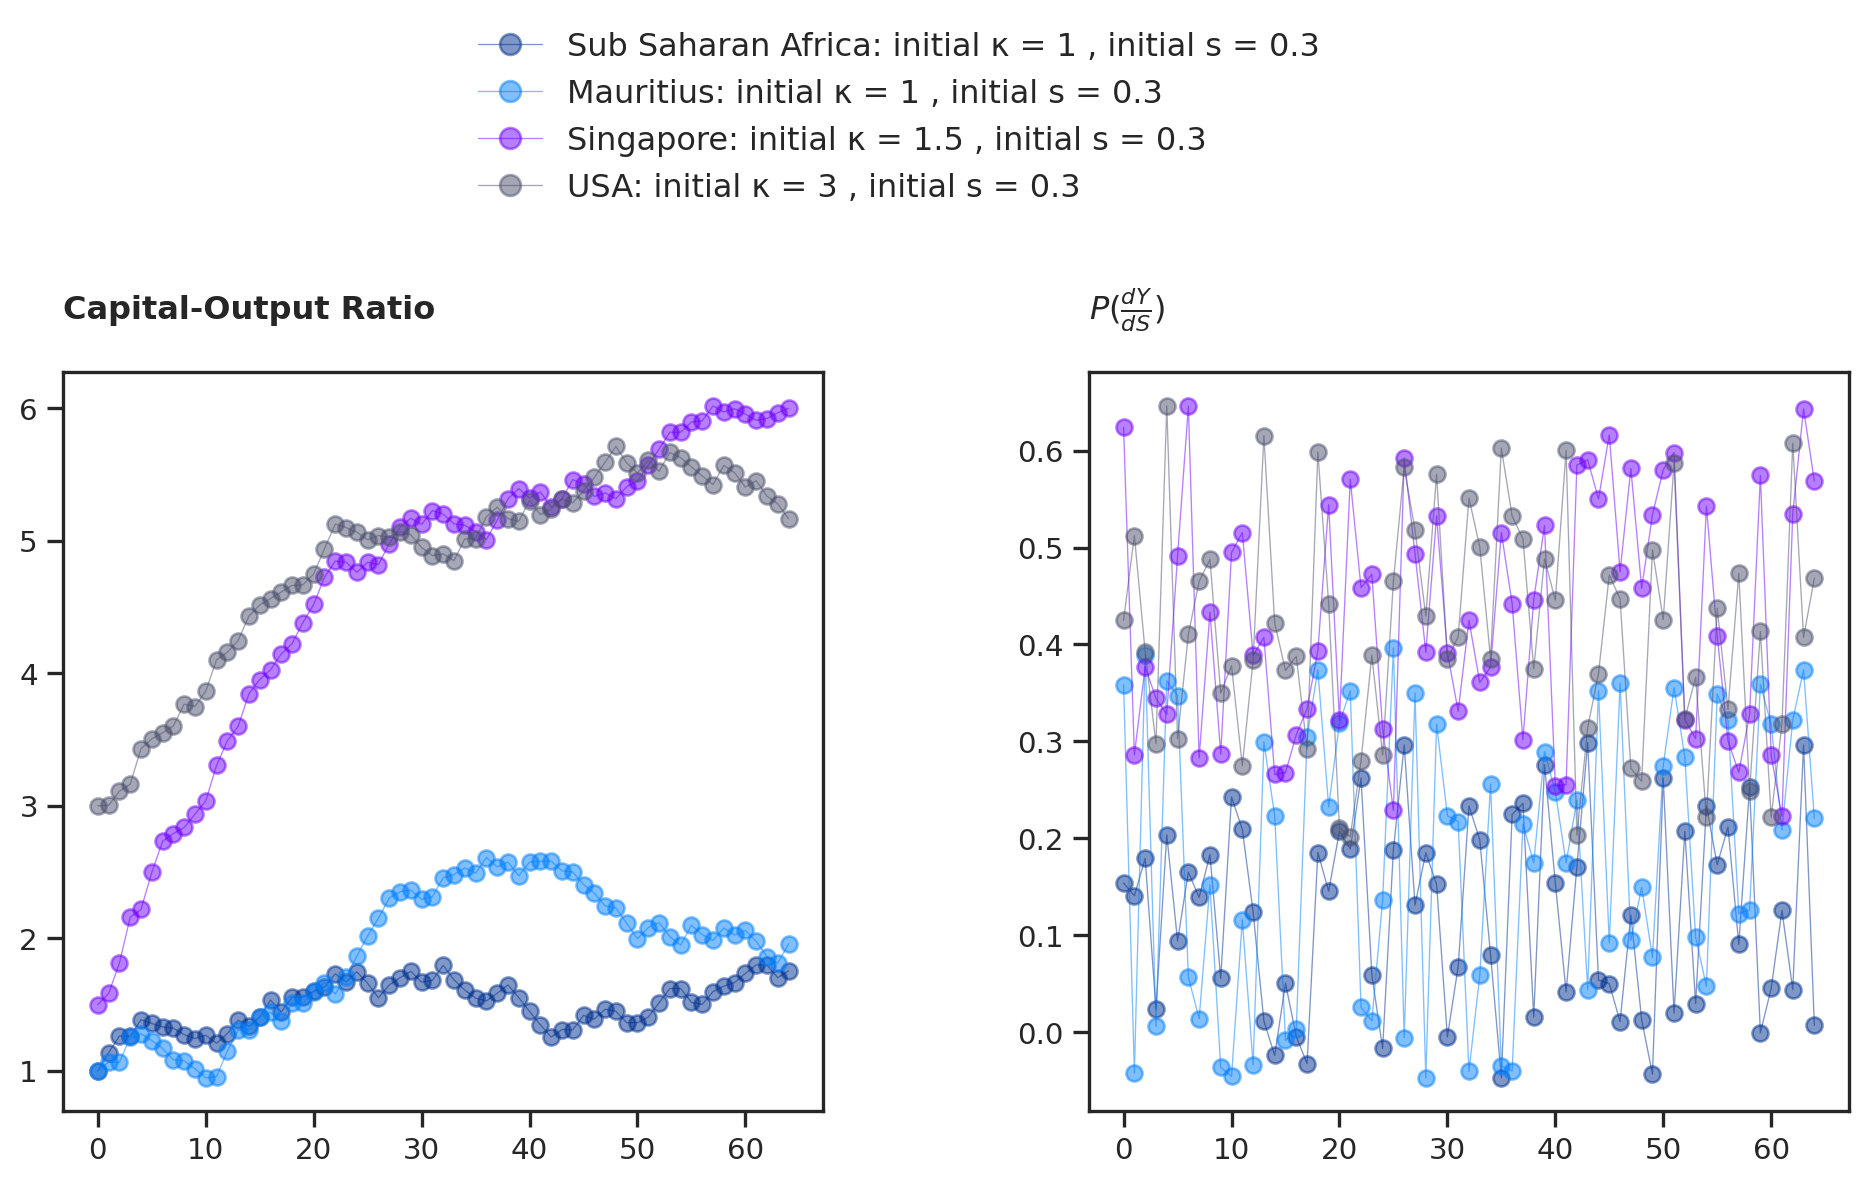 Sub Saharan Africa: initial κ = 1 , initial s = 0.3
Mauritius: initial κ = 1 , initial s = 0.3
Singapore: initial κ = 1.5 , initial s = 0.3
USA: initial κ = 3 , initial s = 0.3
Capital-Output Ratio
6
5
4
3
2
1
0 10 20 30 40 50 60
P(dY/dS)
0.6
0.5
0.4
0.3
0.2
0.1
0.0
0 10 20 30 40 50 60